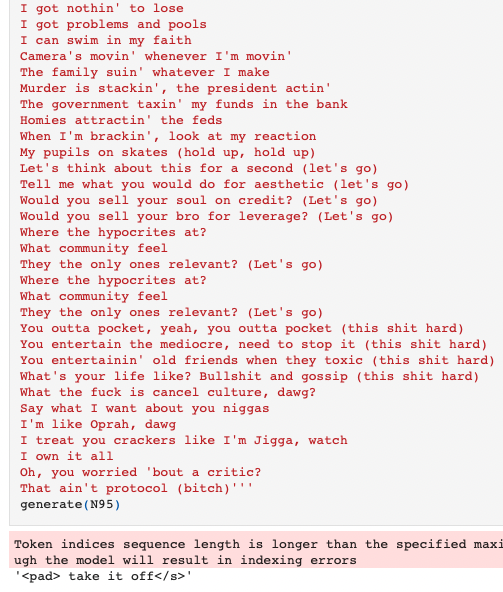 I got nothin' to lose
I got problems and pools
I can swim in my faith
Camera's movin' whenever I'm movin'
The family suin' whatever I make
Murder is stackin', the president actin'
The government taxin' my funds in the bank
Homies attractin' the feds
When I'm brackin', look at my reaction
My pupils on skates (hold up, hold up)
Let's think about this for a second (let's go)
Tell me what you would do for aesthetic (let's go)
Would you sell your soul on credit? (Let's go)
Would you sell your bro for leverage? (Let's go)
Where the hypocrites at?
What community feel
They the only ones relevant? (Let's go)
Where the hypocrites at?
What community feel
They the only ones relevant? (Let's go)
You outta pocket, yeah, you outta pocket (this shit hard)
You entertain the mediocre, need to stop it (this shit hard)
You entertainin' old friends when they toxic (this shit hard)
What's your life like? Bullshit and gossip (this shit hard)
What the fuck is cancel culture, dawg?
Say what I want about you niggas
I'm like Oprah, dawg
I treat you crackers like I'm Jigga, watch
I own it all
Oh, you worried 'bout a critic?
That ain't protocol (bitch)'''
generate(N95)
Token indices sequence length is longer than the specified maxi
ugh the model will result in indexing errors
'<pad> take it off</s>'